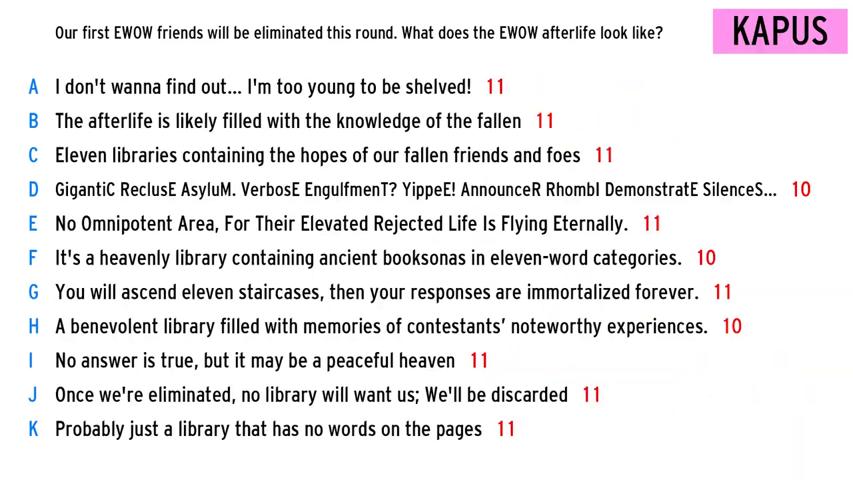 Our first EWOW friends will be eliminated this round. What does the EWOW afterlife look like?
KAPUS
A I don't wanna find out... I'm too young to be shelved! 11
B The afterlife is likely filled with the knowledge of the fallen 11
C Eleven libraries containing the hopes of our fallen friends and foes 11
D GigantiC ReclusE AsyluM. VerbosE EngulfmenT? YippeE! AnnounceR RhombI DemonstratE SilenceS... 10
E No Omnipotent Area, For Their Elevated Rejected Life Is Flying Eternally. 11
F It's a heavenly library containing ancient booksonas in eleven-word categories. 10
G You will ascend eleven staircases, then your responses are immortalized forever. 11
H A benevolent library filled with memories of contestants' noteworthy experiences. 10
I No answer is true, but it may be a peaceful heaven 11
J Once we're eliminated, no library will want us; We'll be discarded 11
K Probably just a library that has no words on the pages 11